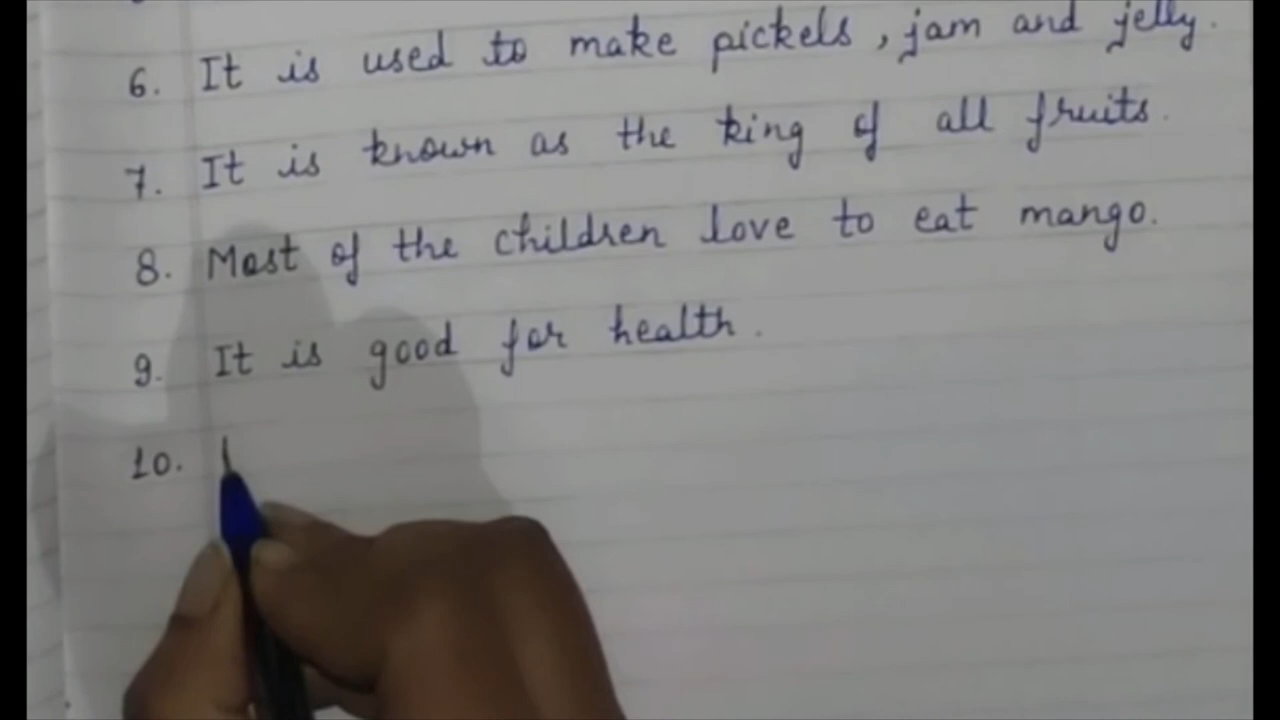 6. It is used to make pickels, jam and jelly.
7. It is known as the king of all fruits.
8. Most of the children love to eat mango.
9. It is good for health.
10.